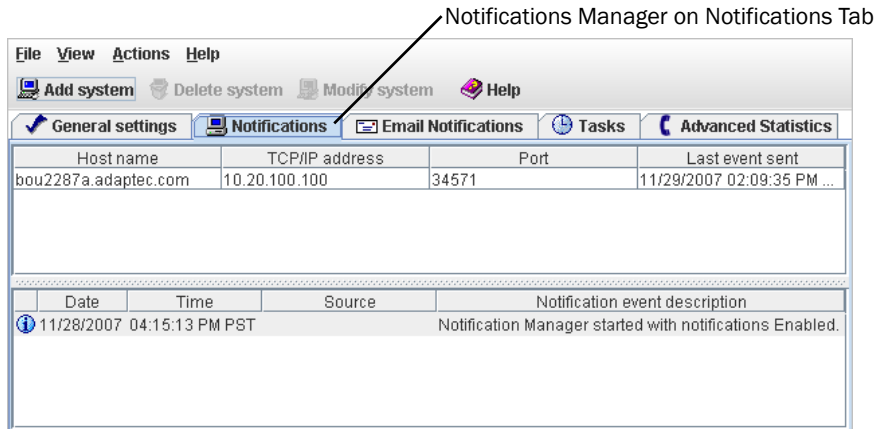 Notifications Manager on Notifications Tab
File View Actions Help
Add system Delete system Modify system Help
General settings Notifications Email Notifications Tasks Advanced Statistics
Host name TCP/IP address Port Last event sent
bou2287a.adaptec.com 10.20.100.100 34571 11/29/2007 02:09:35 PM ...
Date Time Source Notification event description
11/28/2007 04:15:13 PM PST Notification Manager started with notifications Enabled.